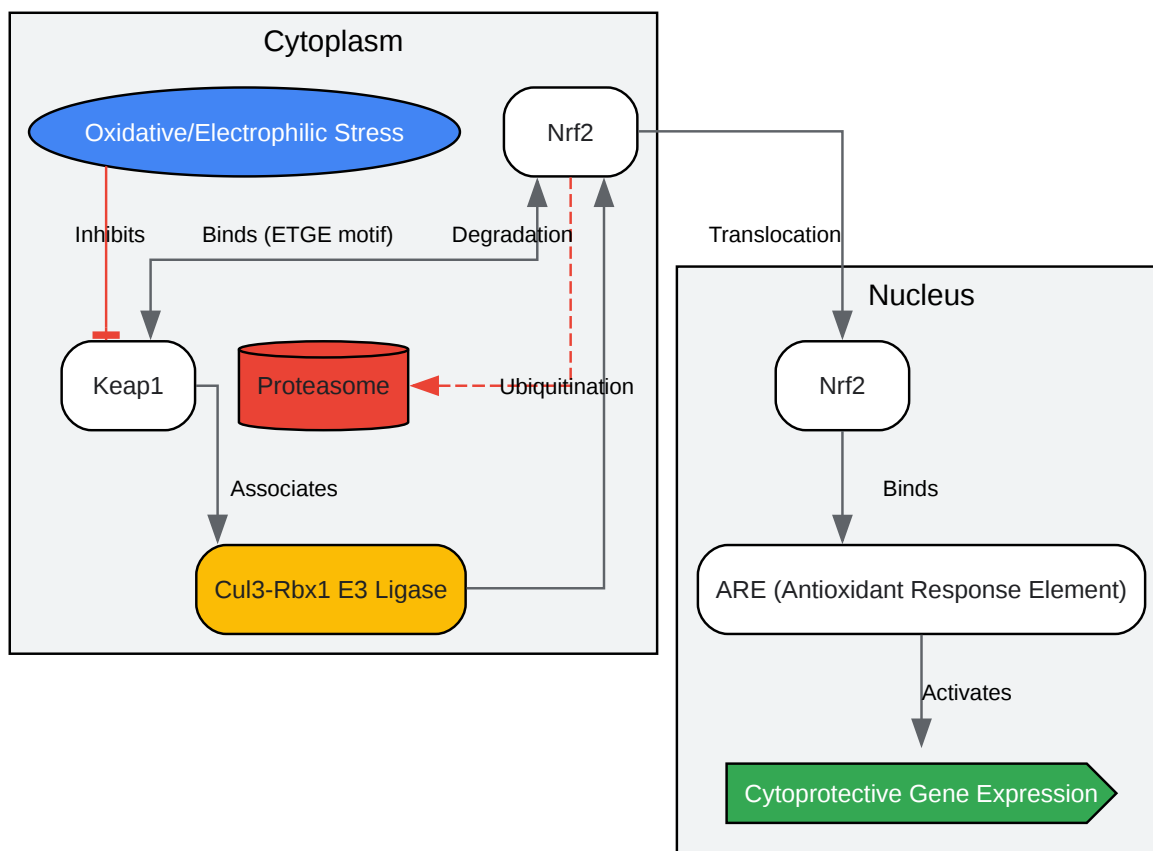 Cytoplasm
Oxidative/Electrophilic Stress
Nrf2
Inhibits
Binds (ETGE motif)
Degradation
Translocation
Nucleus
Keap1
Proteasome
Ubiquitination
Nrf2
Associates
Binds
Cul3-Rbx1 E3 Ligase
ARE (Antioxidant Response Element)
Activates
Cytoprotective Gene Expression